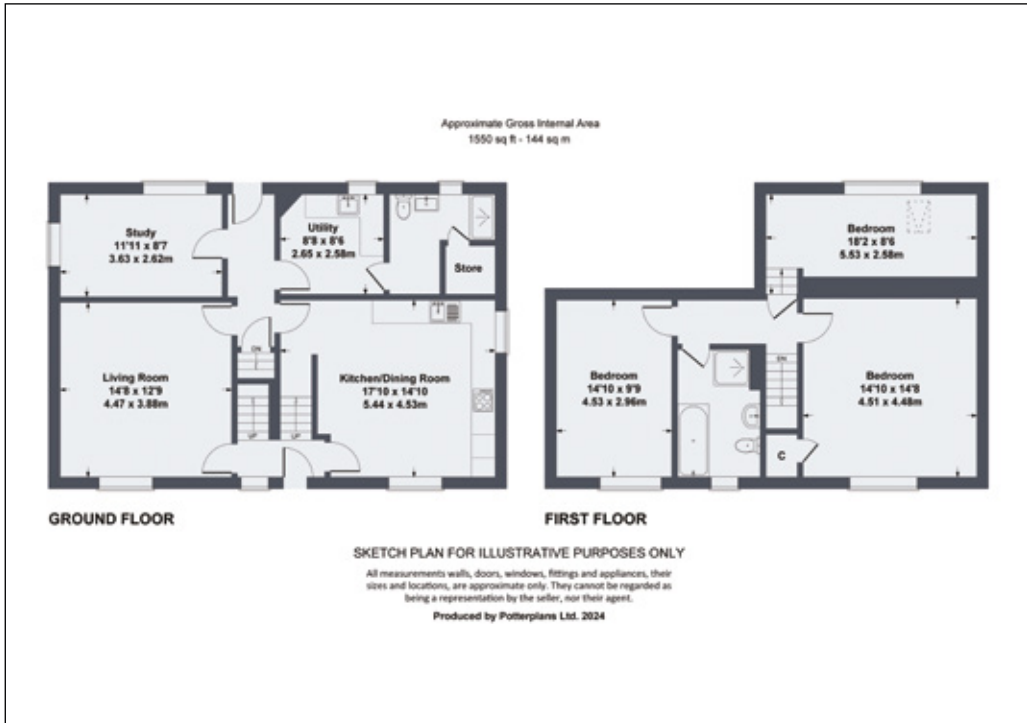 Approximate Gross Internal Area
1550 sq ft - 144 sq m
Study
11'11 x 8'7
3.63 x 2.62m
Utility
8'8 x 8'6
2.65 x 2.58m
Store
Living Room
14'8 x 12'9
4.47 x 3.88m
DN
UP
UP
Kitchen/Dining Room
17'10 x 14'10
5.44 x 4.53m
GROUND FLOOR
Bedroom
18'2 x 8'6
5.53 x 2.58m
Bedroom
14'10 x 9'9
4.53 x 2.96m
DN
C
Bedroom
14'10 x 14'8
4.51 x 4.48m
FIRST FLOOR
SKETCH PLAN FOR ILLUSTRATIVE PURPOSES ONLY
All measurements walls, doors, windows, fittings and appliances, their
sizes and locations, are approximate only. They cannot be regarded as
being a representation by the seller, nor their agent.
Produced by Potterplans Ltd. 2024